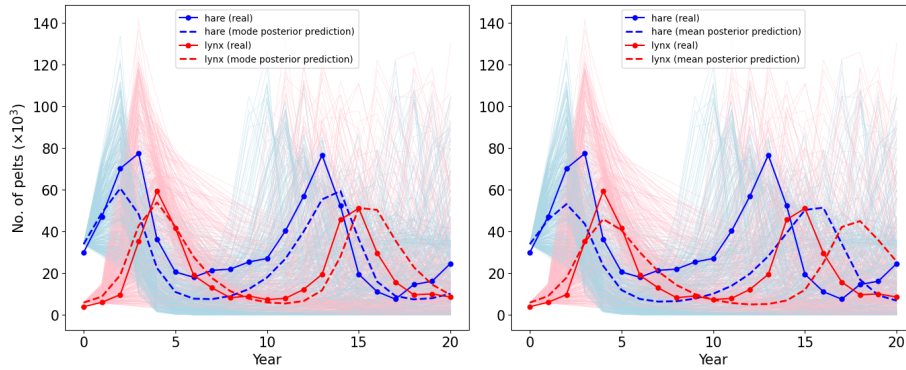 hare (real)
hare (mode posterior prediction)
lynx (real)
lynx (mode posterior prediction)
No. of pelts (×10³)
140
120
100
80
60
40
20
0
0 5 10 15 20
Year
hare (real)
hare (mean posterior prediction)
lynx (real)
lynx (mean posterior prediction)
140
120
100
80
60
40
20
0
0 5 10 15 20
Year